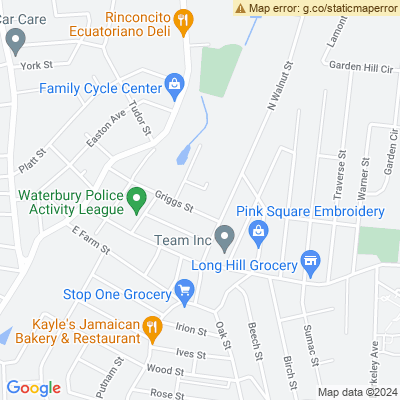 Map error: g.co/staticmaperror
Rinconcito
Ecuatoriano Deli
Car Care
York St
Lamont
Garden Hill Cir
Family Cycle Center
N Walnut St
Easton Ave
Tudor St
Platt St
Traverse St
Warner St
Garden Cir
Waterbury Police
Activity League
Griggs St
Pink Square Embroidery
E Farm St
Team Inc
Long Hill Grocery
Stop One Grocery
Kayle's Jamaican
Bakery & Restaurant
Irion St
Oak St
Beech St
Sumac St
Ives St
Putnam St
Wood St
Birch St
Berkeley Ave
Rose St
Google
Map data ©2024